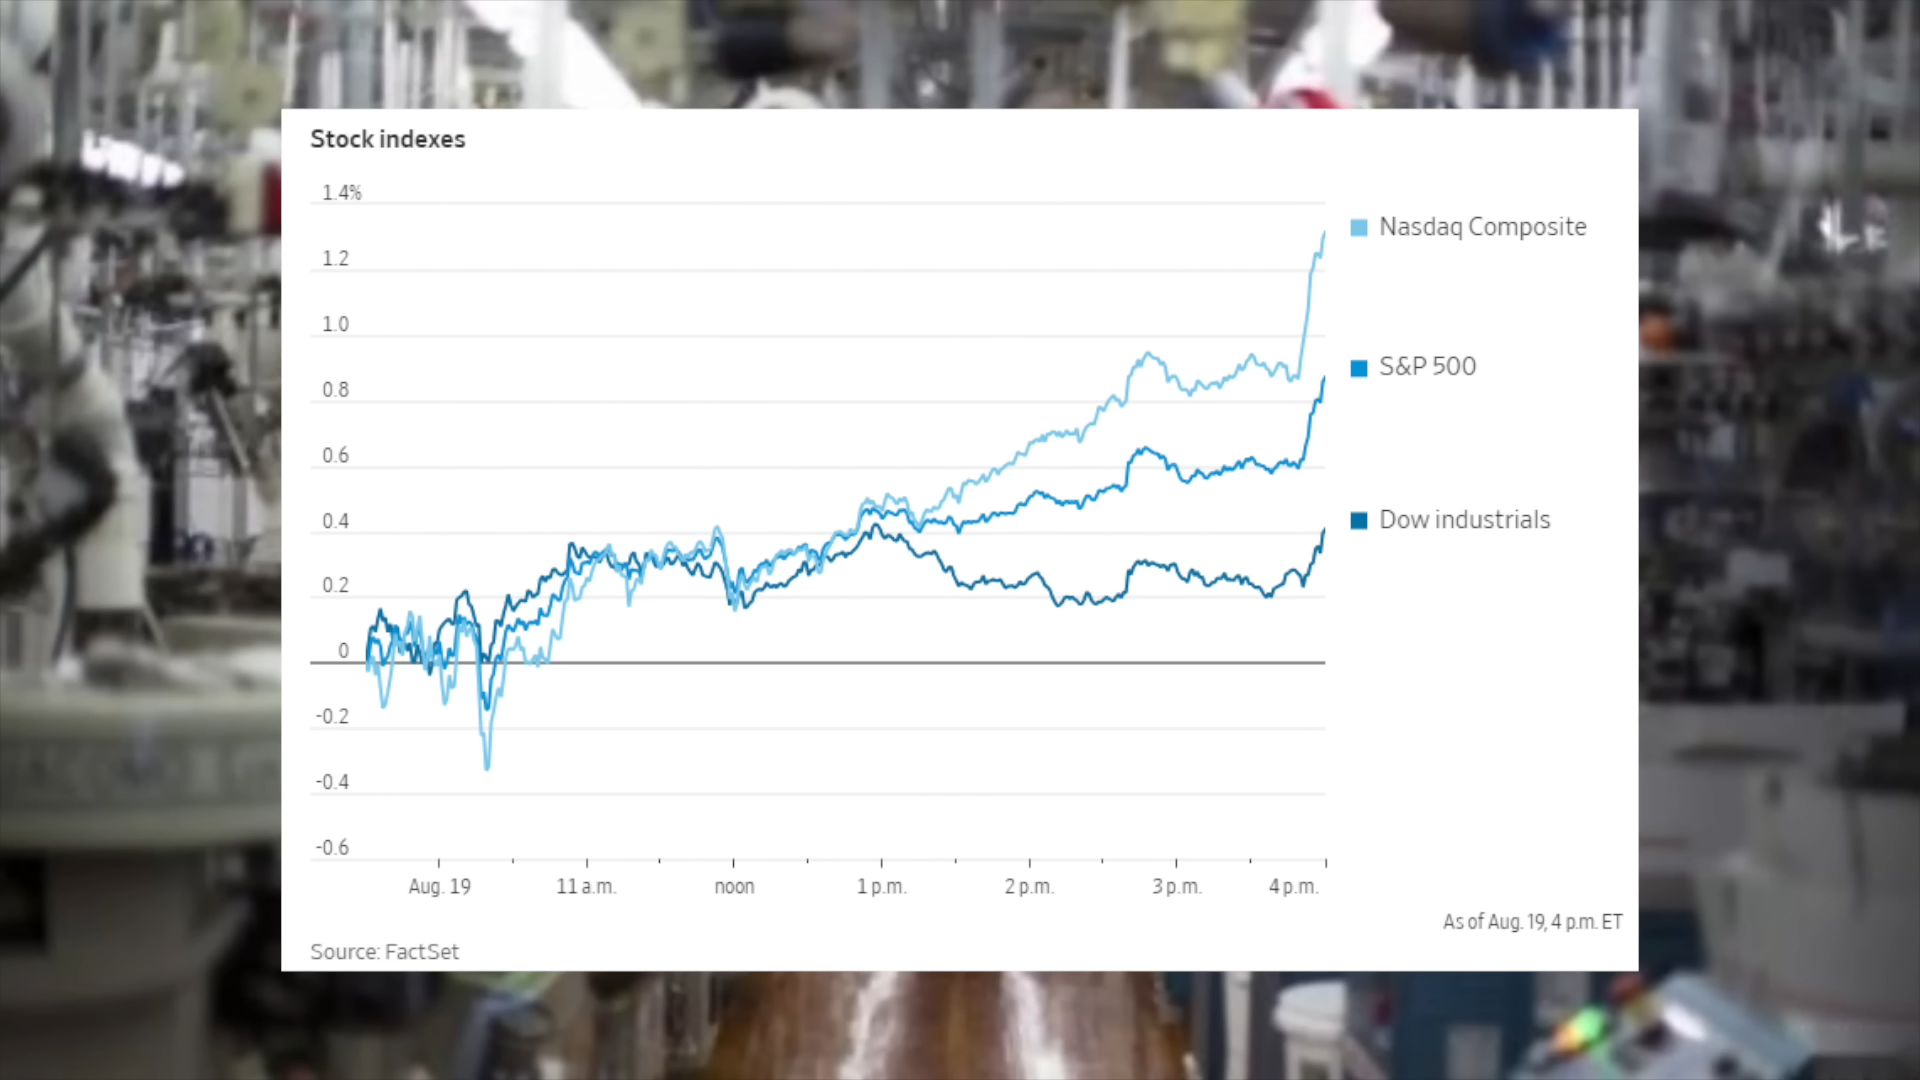 Stock indexes
1.4%
1.2
1.0
0.8
0.6
0.4
0.2
0
-0.2
-0.4
-0.6
Nasdaq Composite
S&P 500
Dow industrials
Aug. 19 11 a.m. noon 1 p.m. 2 p.m. 3 p.m. 4 p.m.
As of Aug. 19, 4 p.m. ET
Source: FactSet